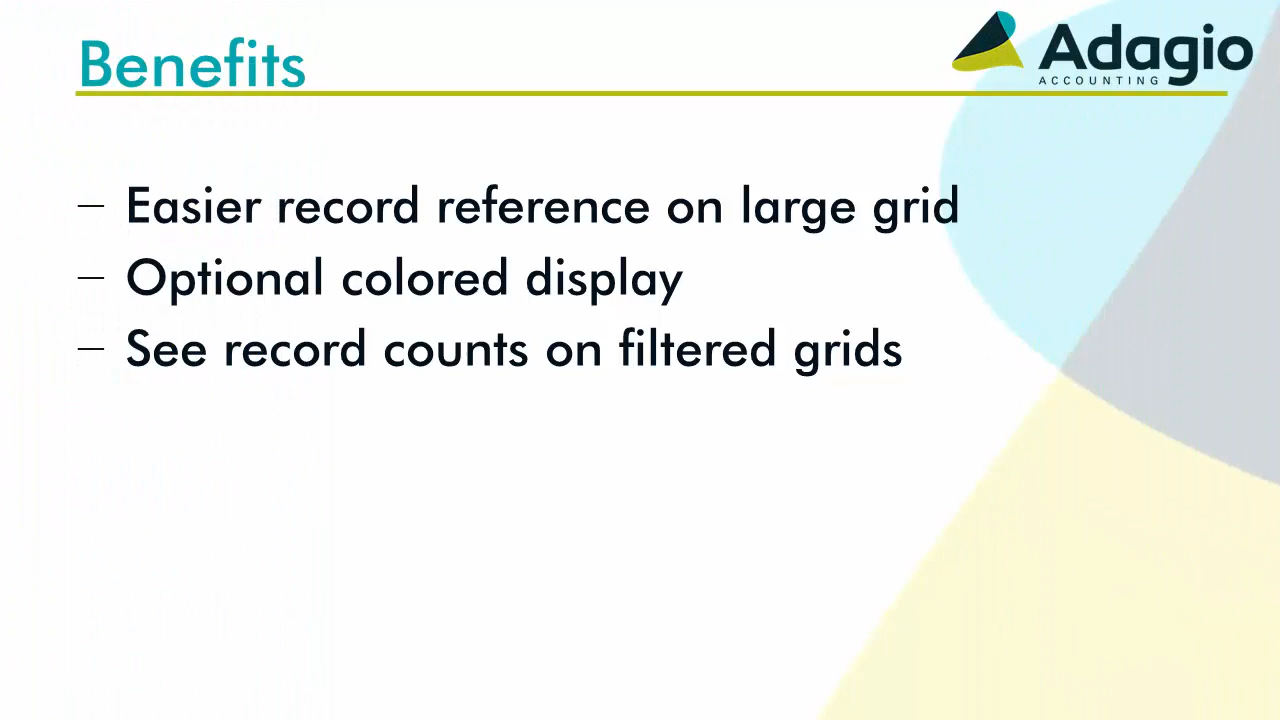 Benefits
Adagio
ACCOUNTING
– Easier record reference on large grid
– Optional colored display
– See record counts on filtered grids